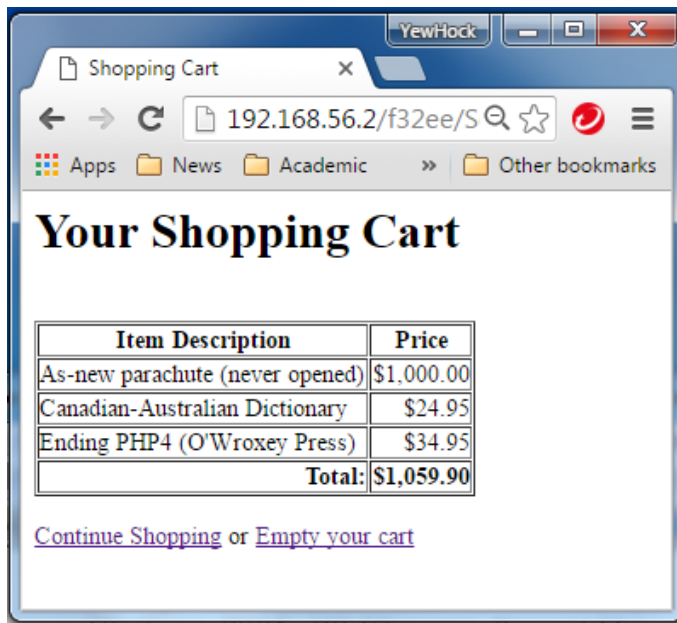 YewHock
Shopping Cart
192.168.56.2/f32ee/S
Apps News Academic » Other bookmarks
Your Shopping Cart
Item Description Price
As-new parachute (never opened) $1,000.00
Canadian-Australian Dictionary $24.95
Ending PHP4 (O'Wroxey Press) $34.95
Total: $1,059.90
Continue Shopping or Empty your cart